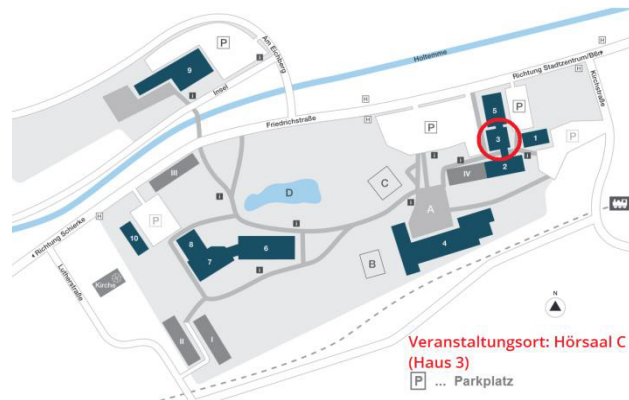 P
Am Eichberg
9
i
Insel
Holtemme
H
Richtung Stadtzentrum/Bör
Kirchstraße
H
Friedrichstraße
H
P
5
P
3
1
P
i
i
i
IV
2
III
C
D
A
i
i
H
P
10
8
7
6
i
i
4
B
Richtung Schierke
Lutherstraße
Kirche
II
I
N
Veranstaltungsort: Hörsaal C
(Haus 3)
P ... Parkplatz